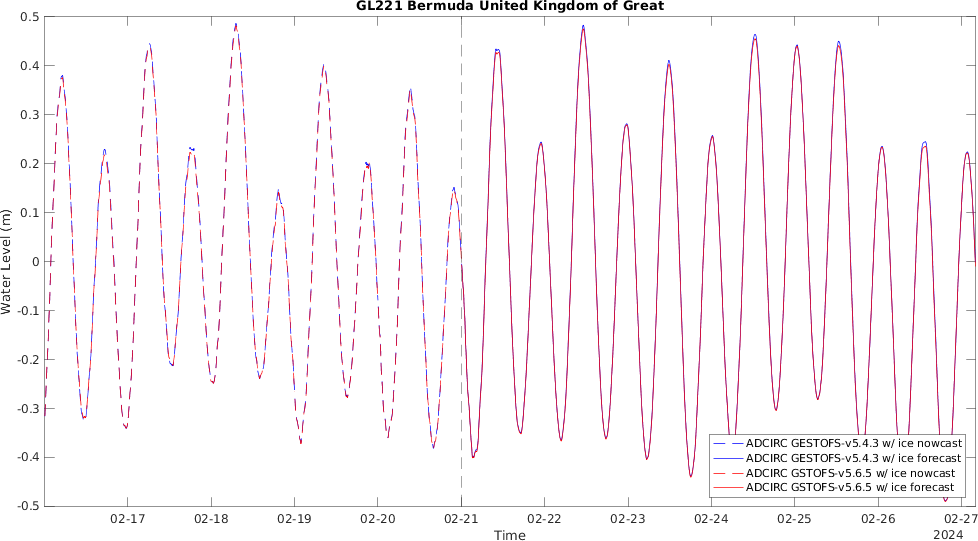 GL221 Bermuda United Kingdom of Great
0.5
0.4
0.3
0.2
0.1
0
-0.1
-0.2
-0.3
-0.4
-0.5
Water Level (m)
ADCIRC GESTOFS-v5.4.3 w/ ice nowcast
ADCIRC GESTOFS-v5.4.3 w/ ice forecast
ADCIRC GSTOFS-v5.6.5 w/ ice nowcast
ADCIRC GSTOFS-v5.6.5 w/ ice forecast
02-17 02-18 02-19 02-20 02-21 02-22 02-23 02-24 02-25 02-26 02-27
Time
2024